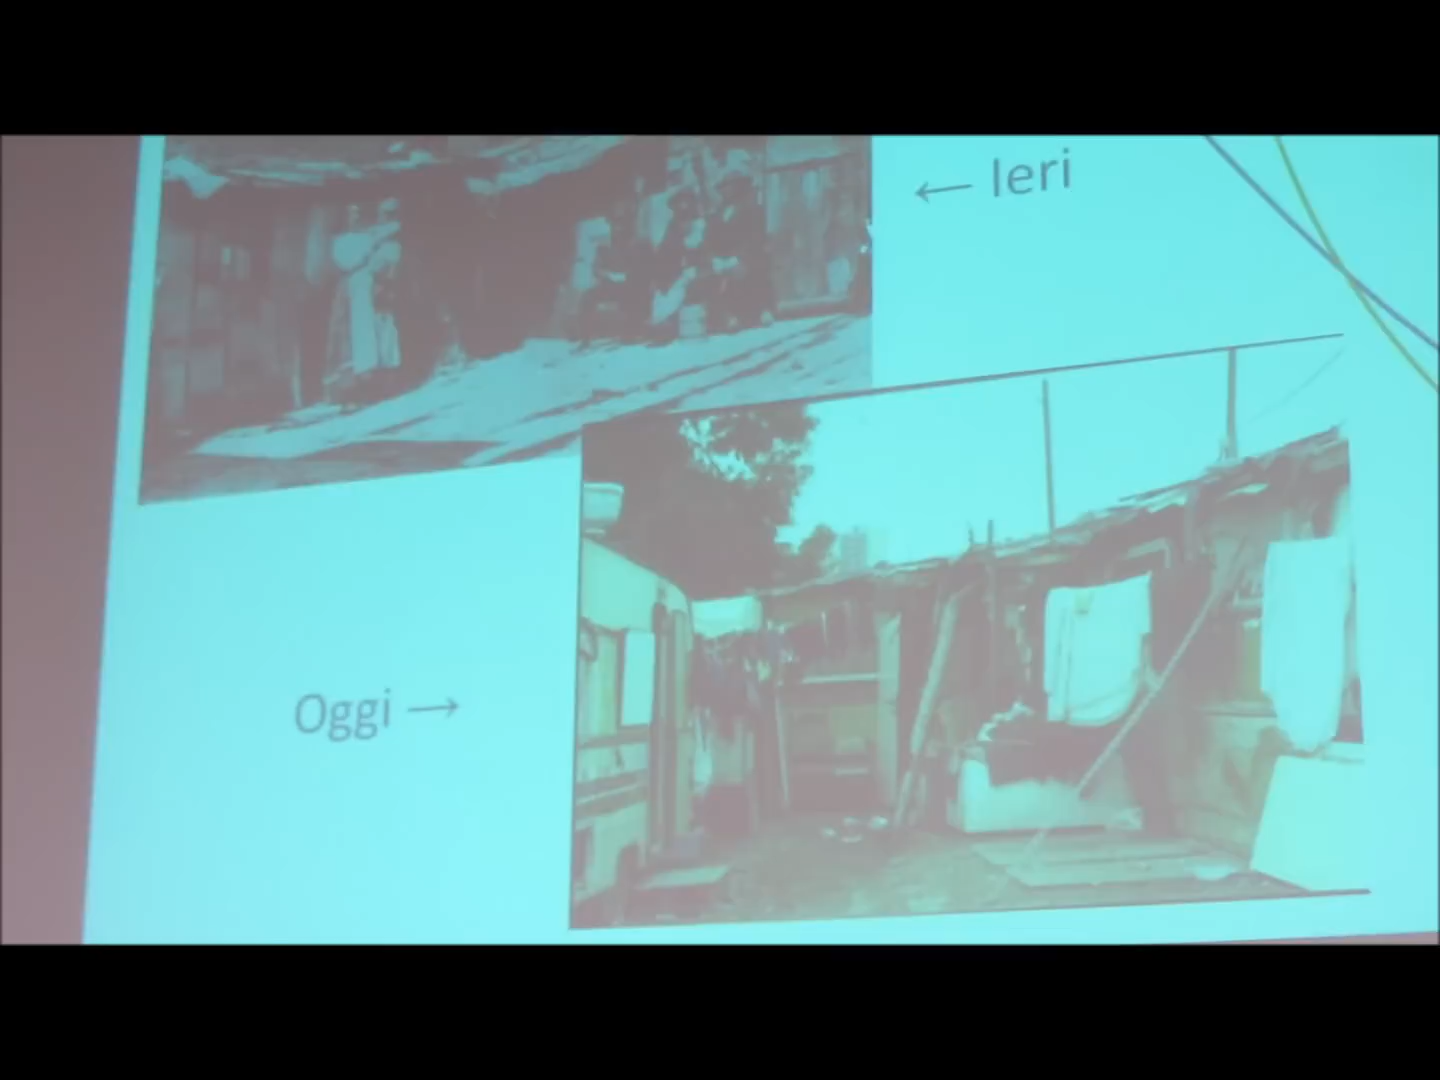 ← Ieri
Oggi →